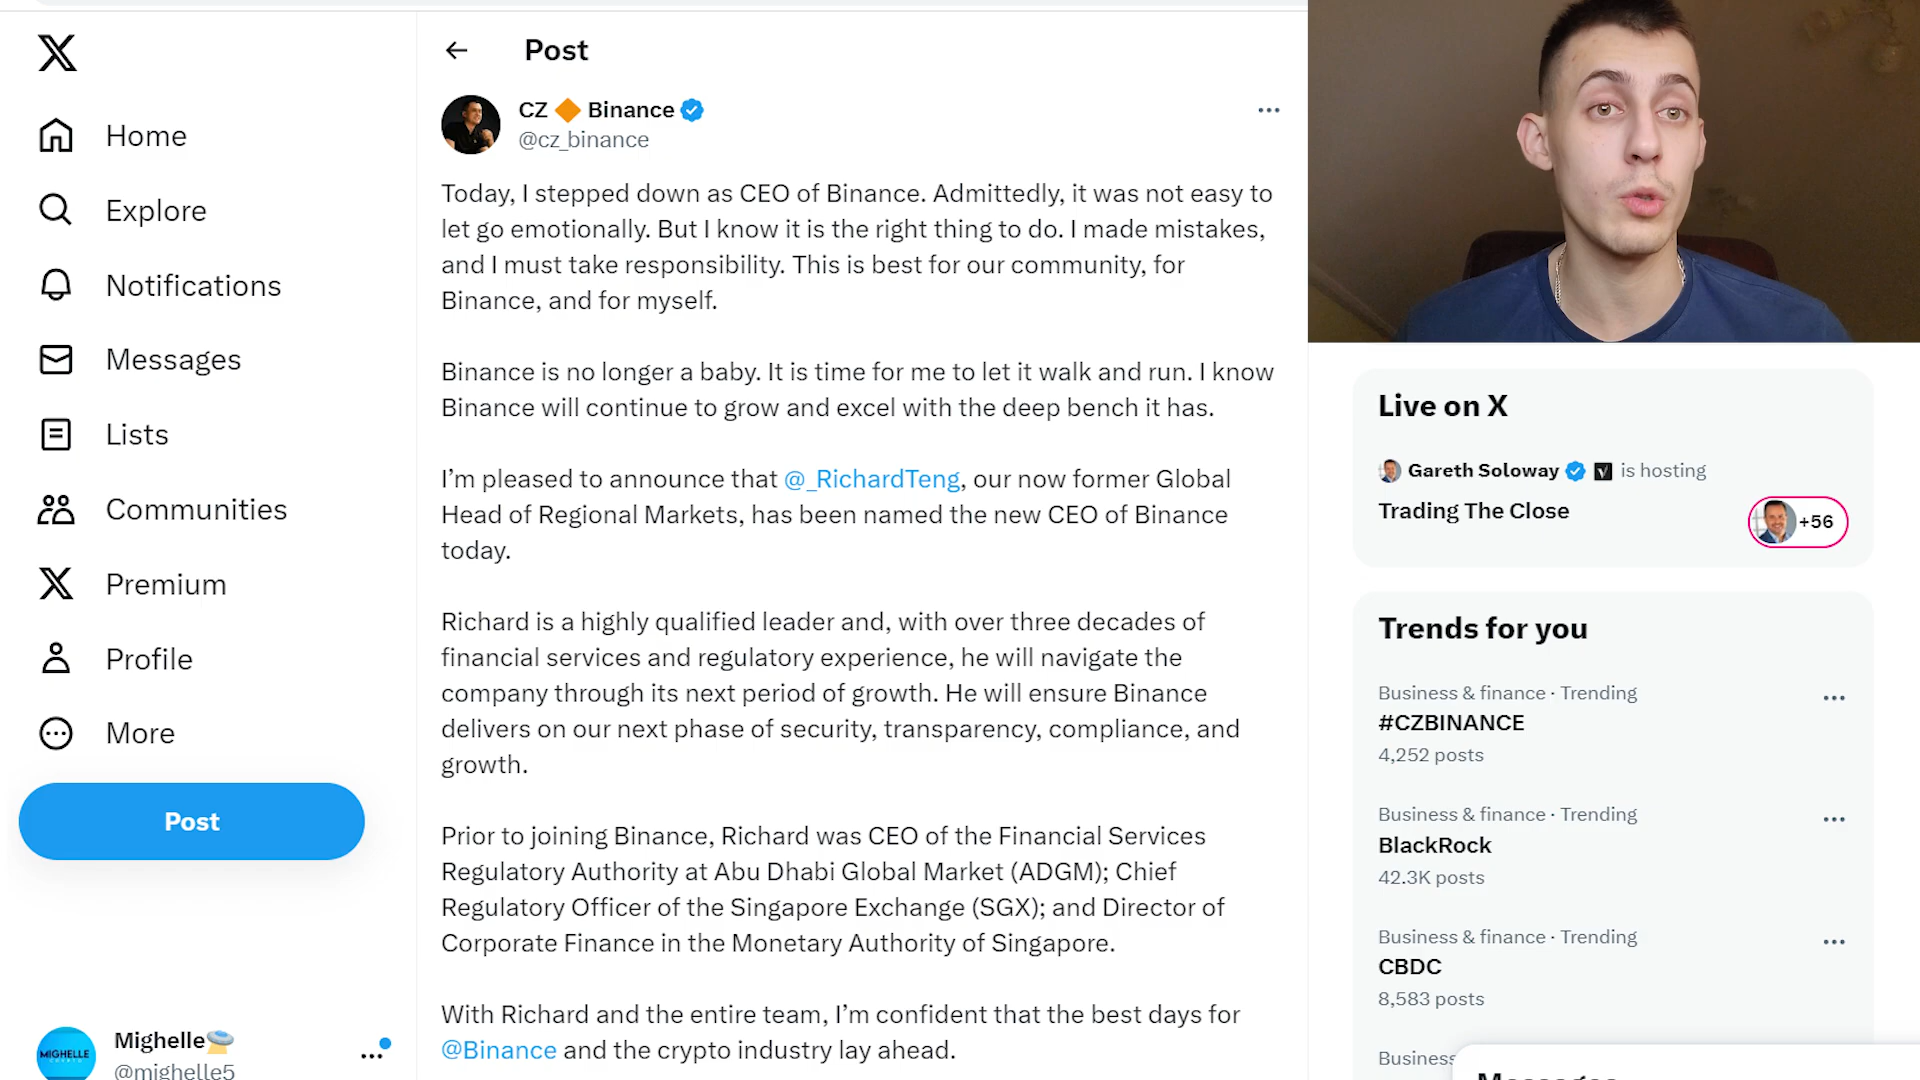 Home
Explore
Notifications
Messages
Lists
Communities
Premium
Profile
More
Post
Mighelle
@mighelle5
MIGHELLE
Post
CZ 🔶 Binance
@cz_binance
Today, I stepped down as CEO of Binance. Admittedly, it was not easy to
let go emotionally. But I know it is the right thing to do. I made mistakes,
and I must take responsibility. This is best for our community, for
Binance, and for myself.
Binance is no longer a baby. It is time for me to let it walk and run. I know
Binance will continue to grow and excel with the deep bench it has.
I’m pleased to announce that @_RichardTeng, our now former Global
Head of Regional Markets, has been named the new CEO of Binance
today.
Richard is a highly qualified leader and, with over three decades of
financial services and regulatory experience, he will navigate the
company through its next period of growth. He will ensure Binance
delivers on our next phase of security, transparency, compliance, and
growth.
Prior to joining Binance, Richard was CEO of the Financial Services
Regulatory Authority at Abu Dhabi Global Market (ADGM); Chief
Regulatory Officer of the Singapore Exchange (SGX); and Director of
Corporate Finance in the Monetary Authority of Singapore.
With Richard and the entire team, I’m confident that the best days for
@Binance and the crypto industry lay ahead.
Live on X
Gareth Soloway is hosting
Trading The Close
+56
Trends for you
Business & finance · Trending
#CZBINANCE
4,252 posts
Business & finance · Trending
BlackRock
42.3K posts
Business & finance · Trending
CBDC
8,583 posts
Business
Messages